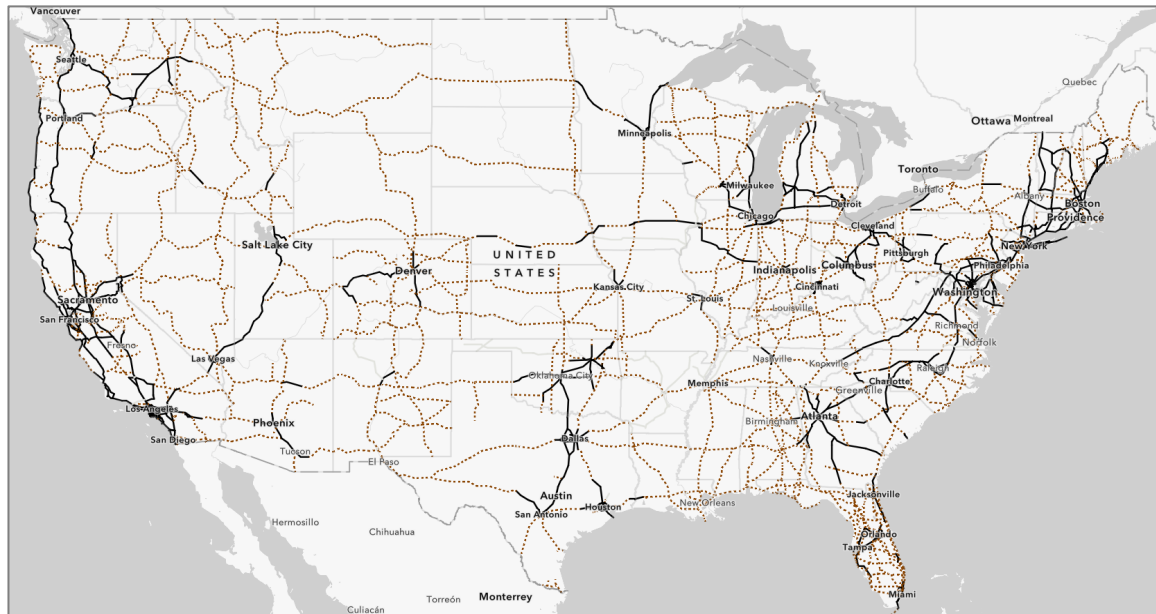 Vancouver
Seattle
Portland
Quebec
Ottawa
Montreal
Minneapolis
Toronto
Milwaukee
Buffalo
Albany
Boston
Detroit
Chicago
Providence
Cleveland
Salt Lake City
New York
UNITED
STATES
Pittsburgh
Denver
Indianapolis
Columbus
Philadelphia
Kansas City
Cincinnati
Washington
Sacramento
St. Louis
San Francisco
Louisville
Richmond
Fresno
Norfolk
Las Vegas
Nashville
Knoxville
Raleigh
Oklahoma City
Memphis
Charlotte
Greenville
Los Angeles
Atlanta
Phoenix
Birmingham
San Diego
Dallas
Tucson
El Paso
Austin
Jacksonville
New Orleans
Houston
San Antonio
Hermosillo
Chihuahua
Orlando
Tampa
Miami
Monterrey
Torreón
Culiacán